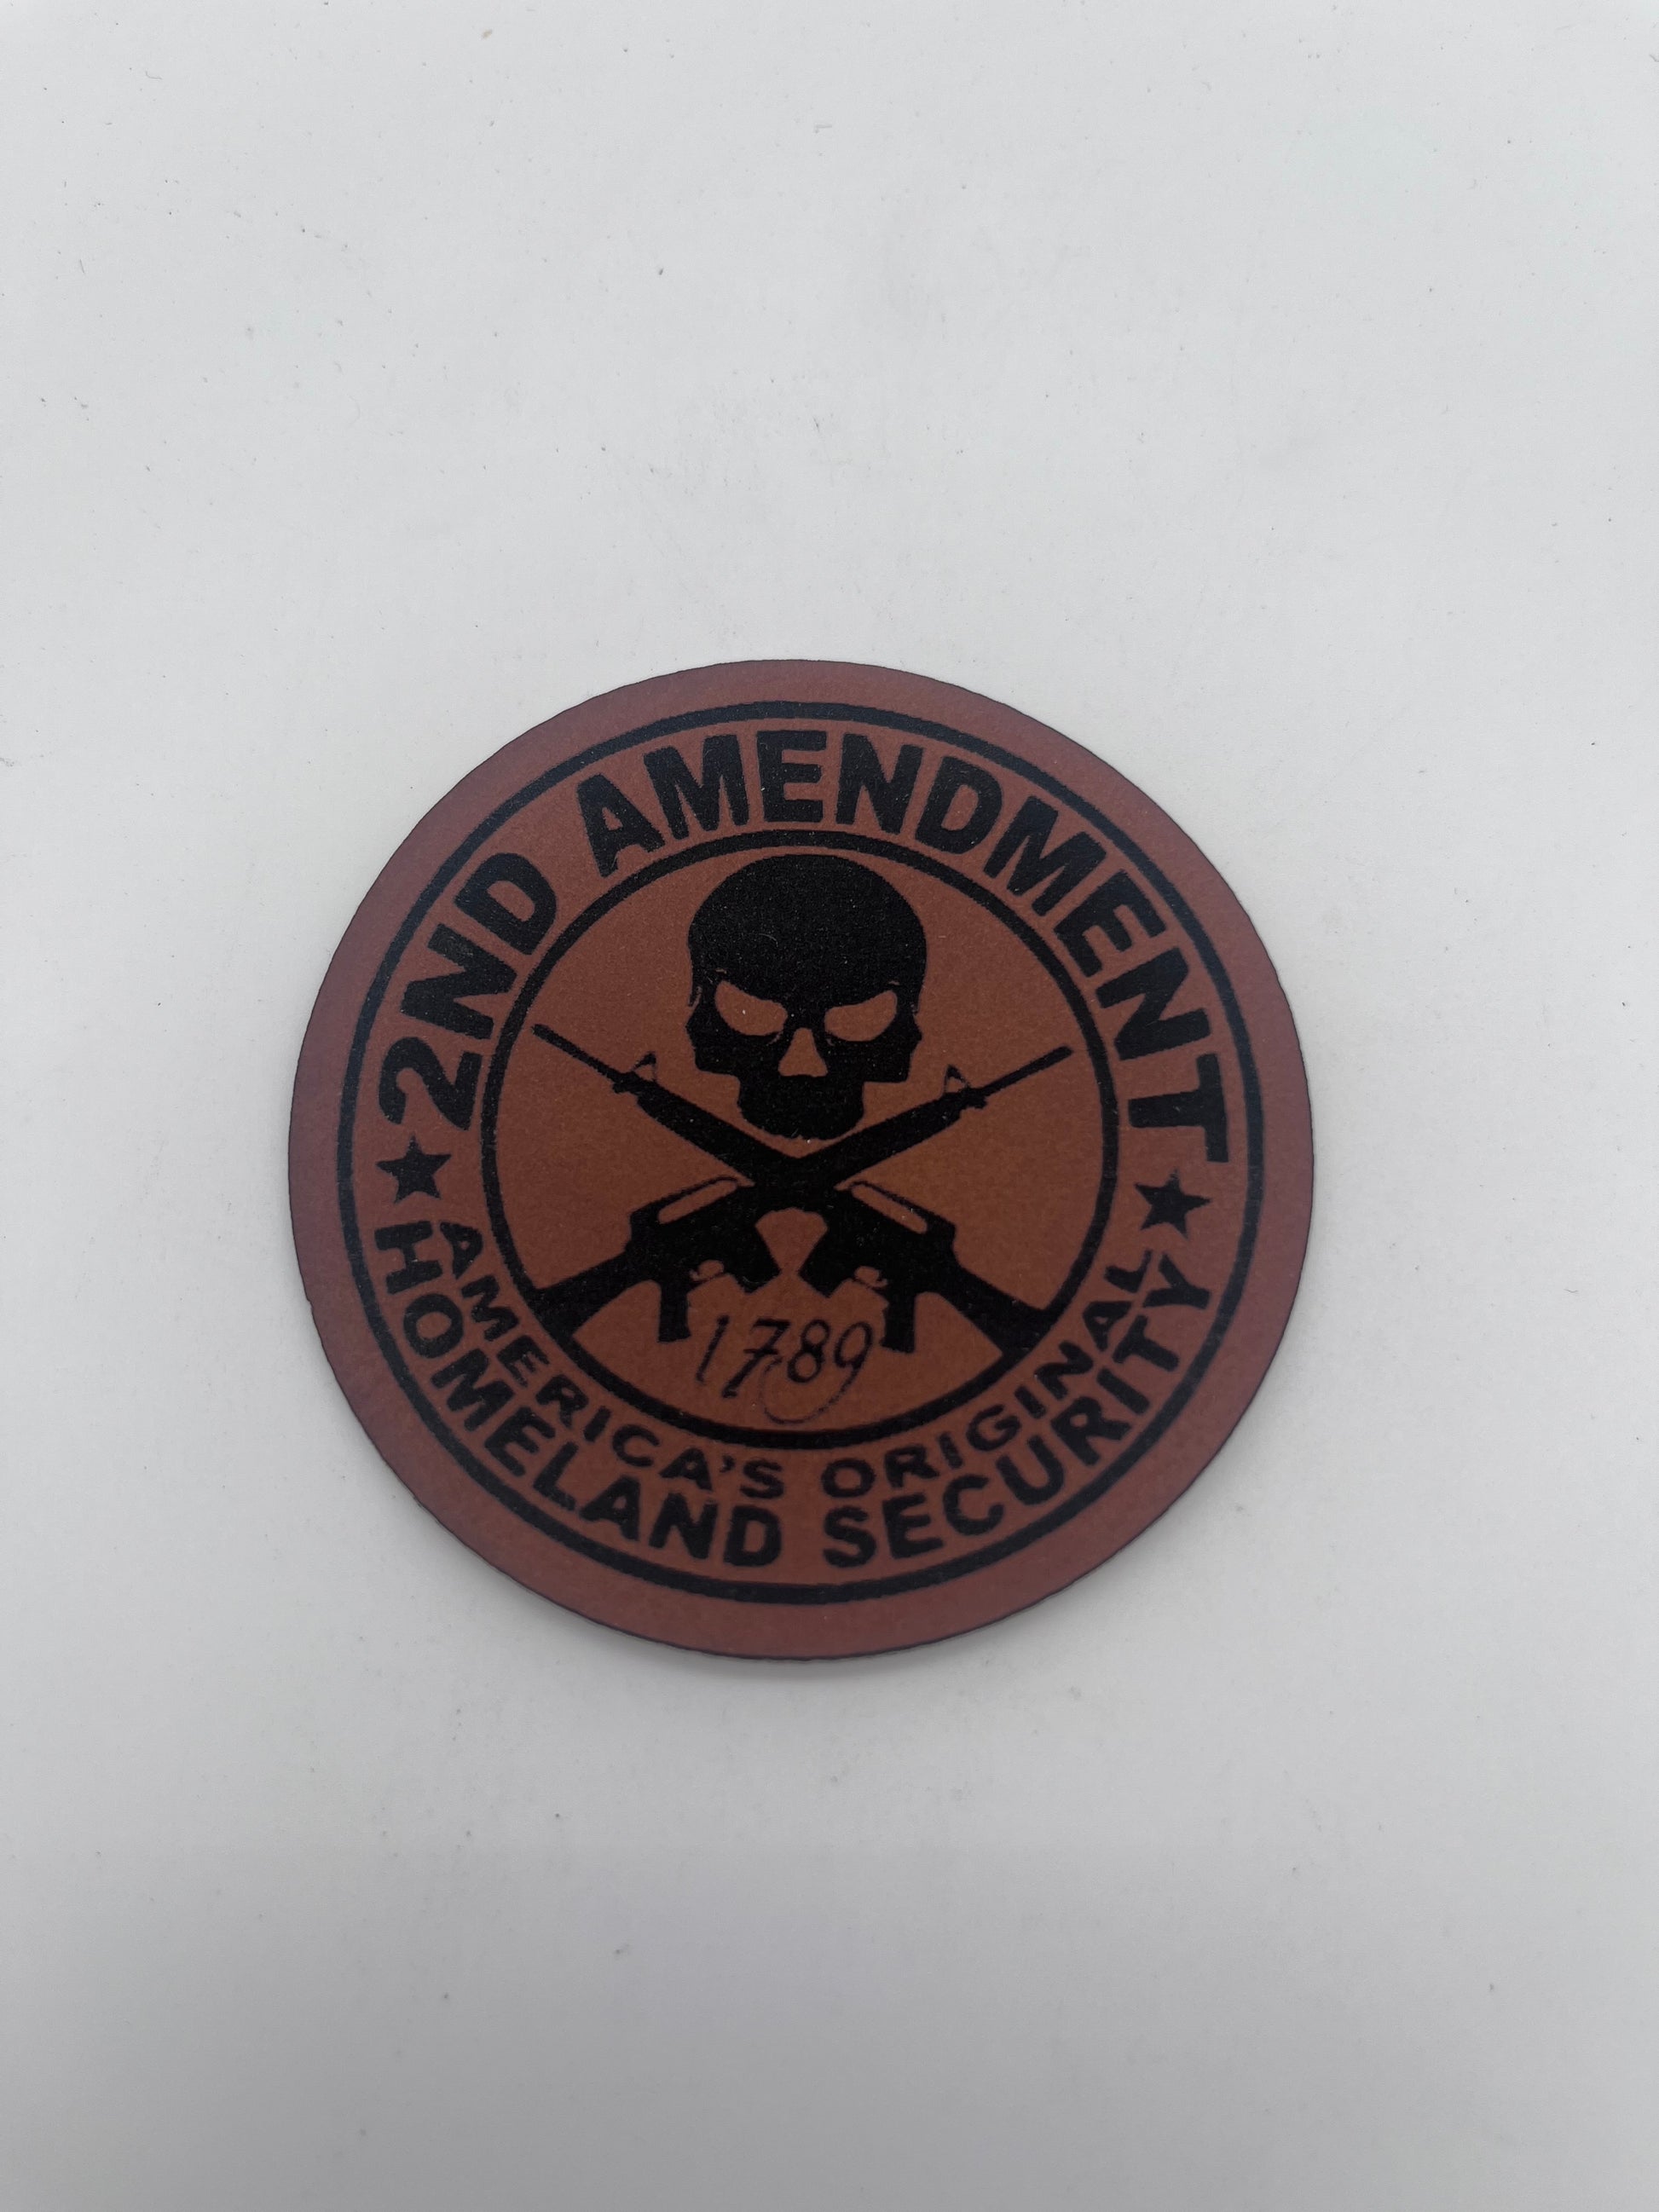 2ND AMENDMENT
1789
AMERICA'S ORIGINAL
HOMELAND SECURITY